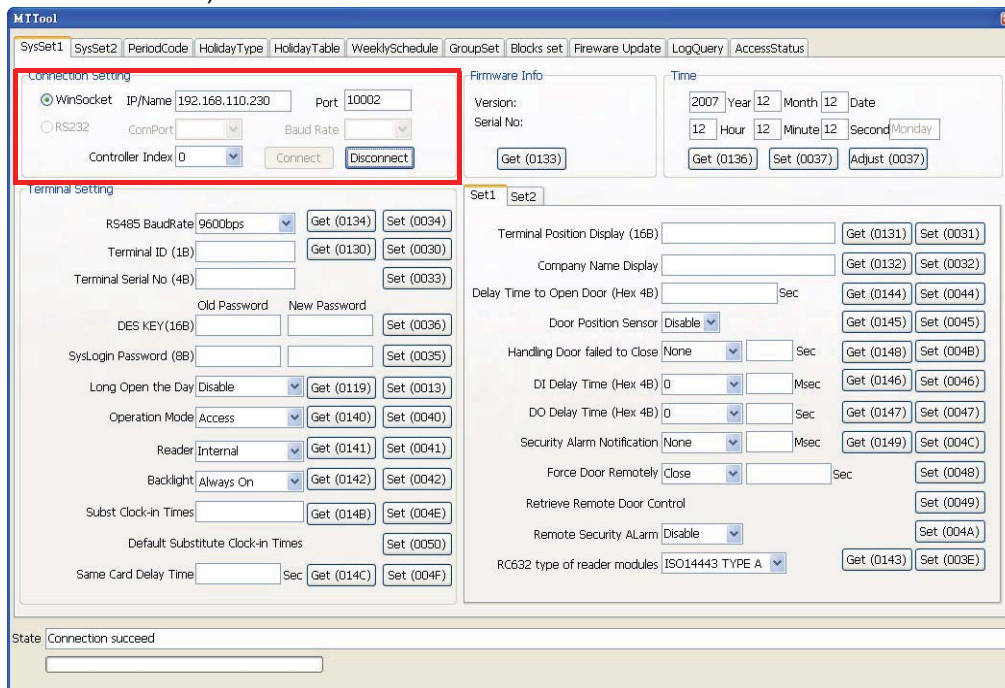 MTTool
SysSet1 SysSet2 PeriodCode HolidayType HolidayTable WeeklySchedule GroupSet Blocks set Fireware Update LogQuery AccessStatus
Connection Setting
WinSocket IP/Name 192.168.110.230 Port 10002
RS232 ComPort Baud Rate
Controller Index 0 Connect Disconnect
Firmware Info
Version:
Serial No:
Get (0133)
Time
2007 Year 12 Month 12 Date
12 Hour 12 Minute 12 Second Monday
Get (0136) Set (0037) Adjust (0037)
Terminal Setting
RS485 BaudRate 9600bps Get (0134) Set (0034)
Terminal ID (1B) Get (0130) Set (0030)
Terminal Serial No (4B) Set (0033)
Old Password New Password
DES KEY(16B) Set (0036)
SysLogin Password (8B) Set (0035)
Long Open the Day Disable Get (0119) Set (0013)
Operation Mode Access Get (0140) Set (0040)
Reader Internal Get (0141) Set (0041)
Backlight Always On Get (0142) Set (0042)
Subst Clock-in Times Get (014B) Set (004E)
Default Substitute Clock-in Times Set (0050)
Same Card Delay Time Sec Get (014C) Set (004F)
Set1 Set2
Terminal Position Display (16B) Get (0131) Set (0031)
Company Name Display Get (0132) Set (0032)
Delay Time to Open Door (Hex 4B) Sec Get (0144) Set (0044)
Door Position Sensor Disable Get (0145) Set (0045)
Handling Door failed to Close None Sec Get (0148) Set (004B)
DI Delay Time (Hex 4B) 0 Msec Get (0146) Set (0046)
DO Delay Time (Hex 4B) 0 Sec Get (0147) Set (0047)
Security Alarm Notification None Msec Get (0149) Set (004C)
Force Door Remotely Close Sec Set (0048)
Retrieve Remote Door Control Set (0049)
Remote Security ALarm Disable Set (004A)
RC632 type of reader modules ISO14443 TYPE A Get (0143) Set (003E)
State Connection succeed